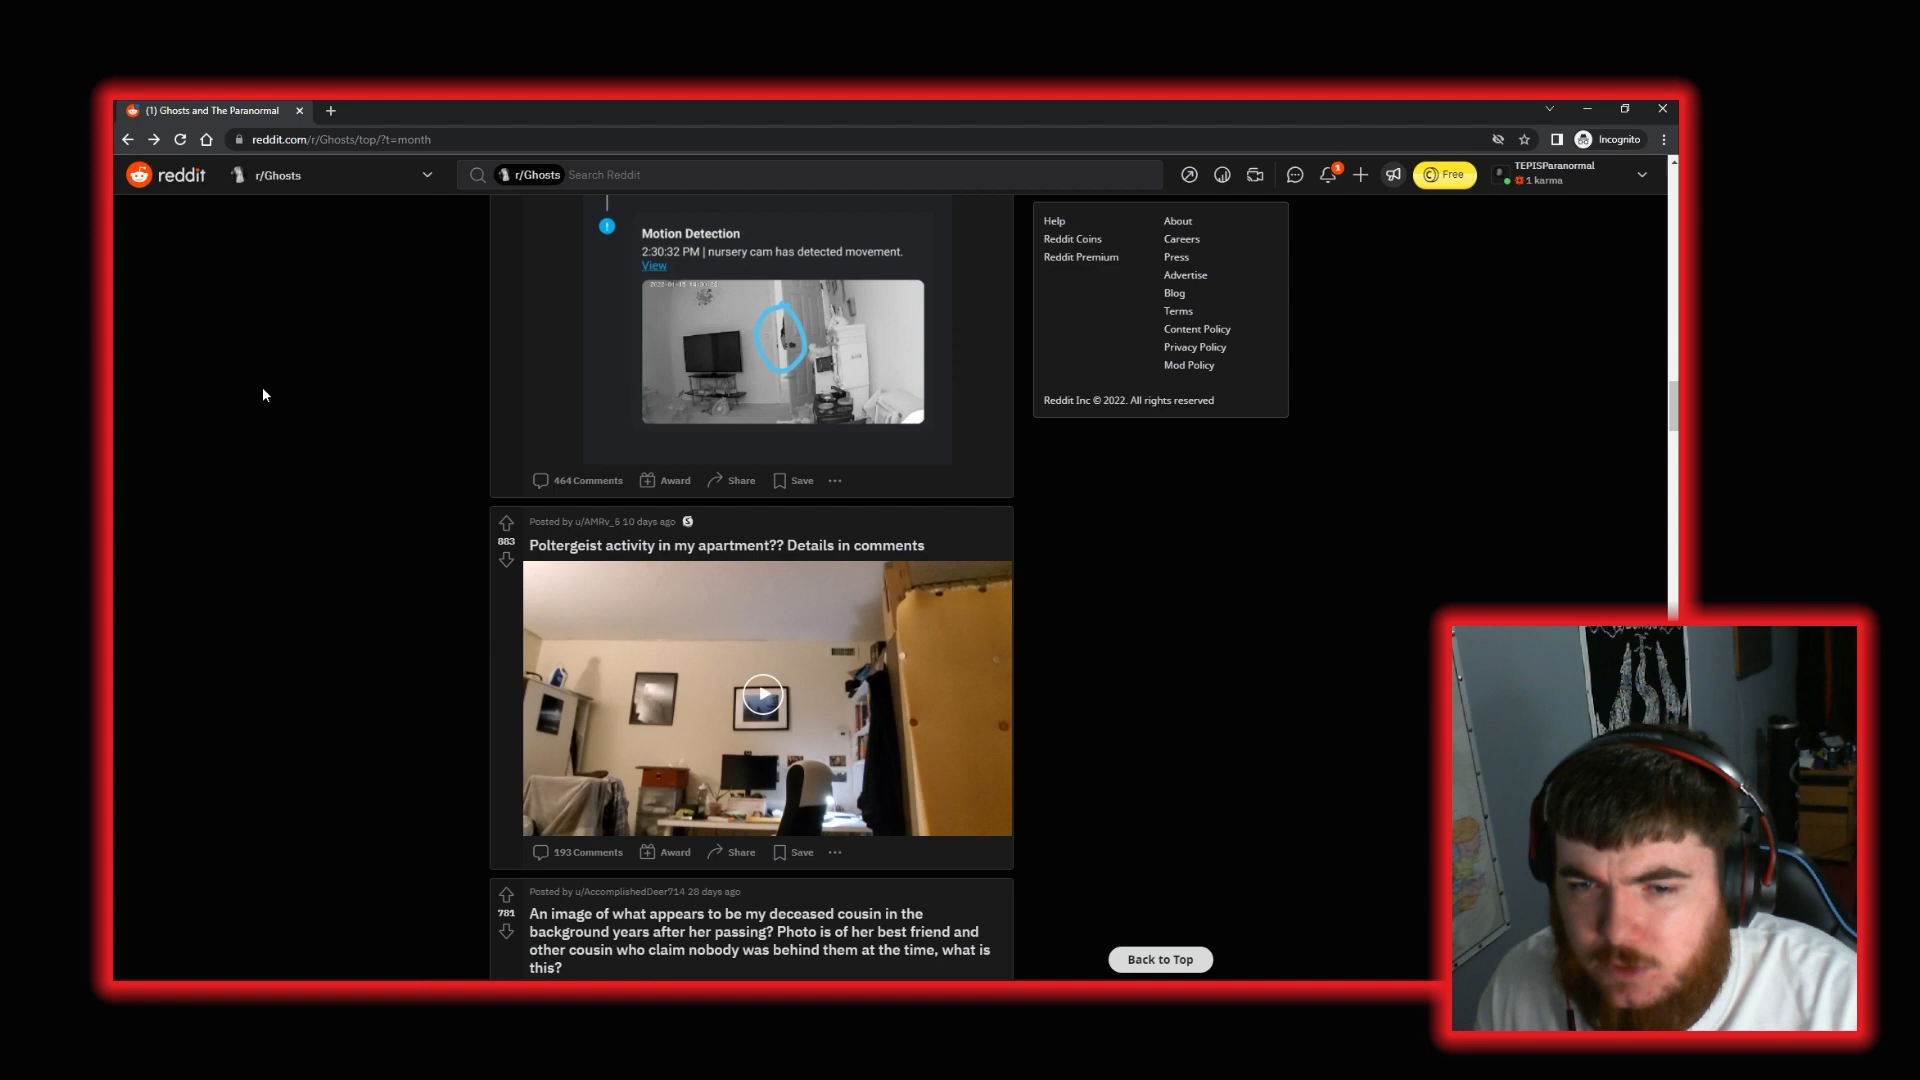 (1) Ghosts and The Paranormal
reddit.com/r/Ghosts/top/?t=month
Incognito
reddit
r/Ghosts
r/Ghosts Search Reddit
Free
TEPISParanormal
1 karma
1
Motion Detection
2:30:32 PM | nursery cam has detected movement.
View
464 Comments Award Share Save
Help
Reddit Coins
Reddit Premium
About
Careers
Press
Advertise
Blog
Terms
Content Policy
Privacy Policy
Mod Policy
Reddit Inc © 2022. All rights reserved
Posted by u/AMRv_5 10 days ago
883
Poltergeist activity in my apartment?? Details in comments
193 Comments Award Share Save
Posted by u/AccomplishedDeer714 28 days ago
781
An image of what appears to be my deceased cousin in the
background years after her passing? Photo is of her best friend and
other cousin who claim nobody was behind them at the time, what is
this?
Back to Top